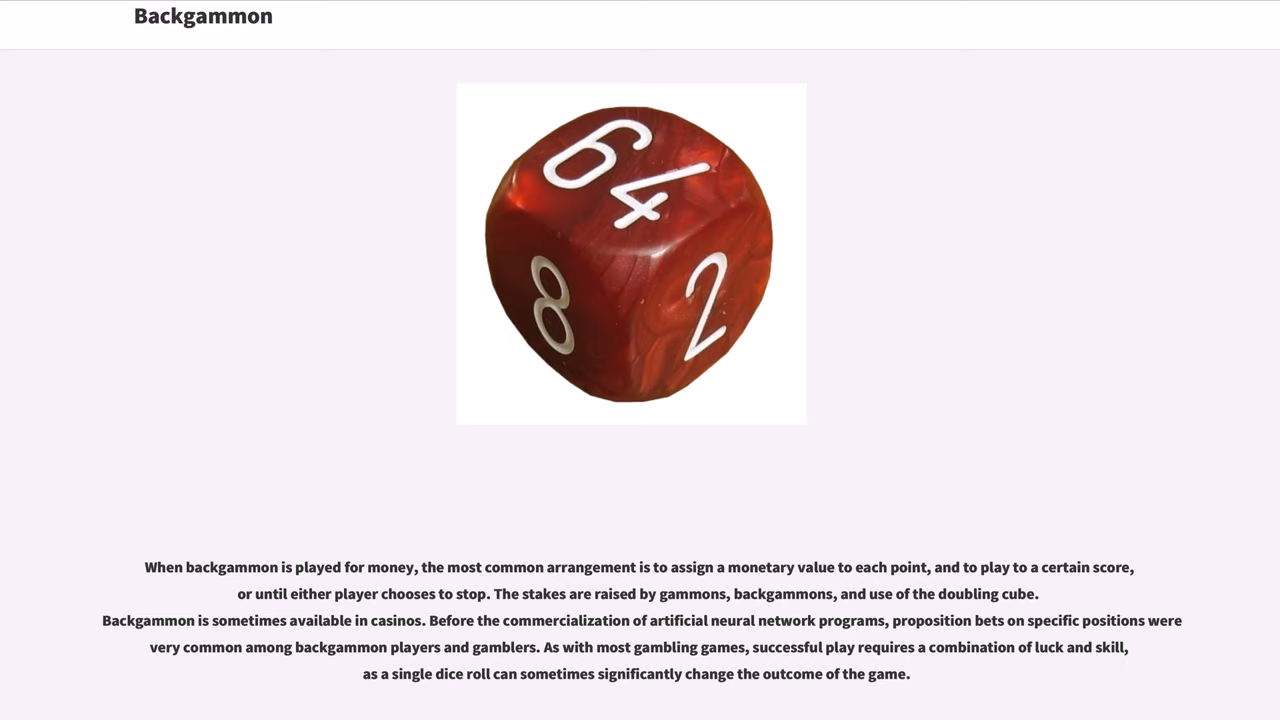 Backgammon
64
8
2
When backgammon is played for money, the most common arrangement is to assign a monetary value to each point, and to play to a certain score,
or until either player chooses to stop. The stakes are raised by gammons, backgammons, and use of the doubling cube.
Backgammon is sometimes available in casinos. Before the commercialization of artificial neural network programs, proposition bets on specific positions were
very common among backgammon players and gamblers. As with most gambling games, successful play requires a combination of luck and skill,
as a single dice roll can sometimes significantly change the outcome of the game.